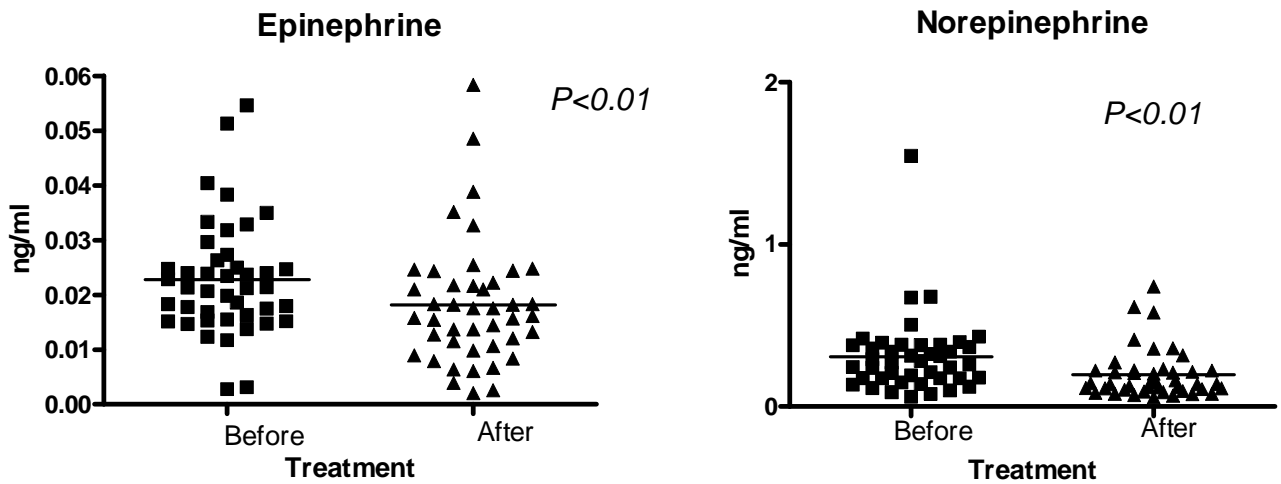 Epinephrine
ng/ml
0.06
0.05
0.04
0.03
0.02
0.01
0.00
P<0.01
Before
After
Treatment
Norepinephrine
ng/ml
2
1
0
P<0.01
Before
After
Treatment